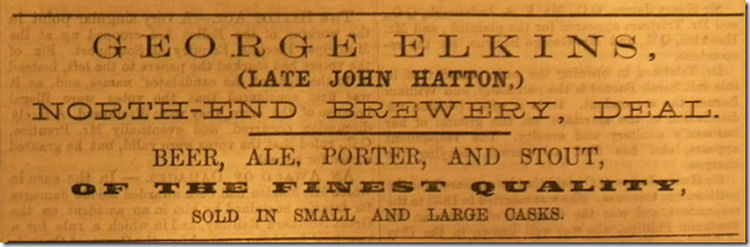 GEORGE ELKINS,
(LATE JOHN HATTON,)
NORTH-END BREWERY, DEAL.
BEER, ALE, PORTER, AND STOUT,
OF THE FINEST QUALITY,
SOLD IN SMALL AND LARGE CASKS.